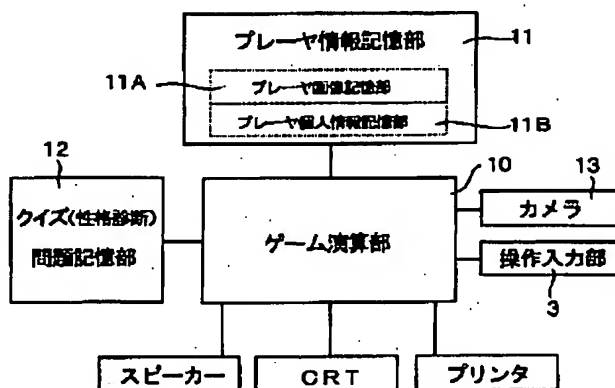 プレーヤ情報記憶部
11
11A
プレーヤ画像記憶部
プレーヤ個人情報記憶部
11B
12
10
13
クイズ(性格診断)
問題記憶部
ゲーム演算部
カメラ
操作入力部
3
スピーカー
CRT
プリンタ